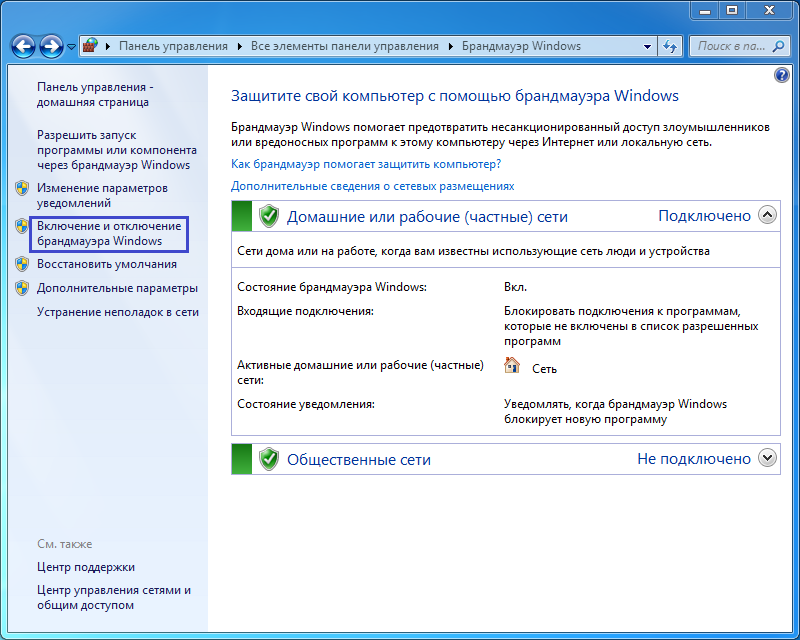 Панель управления
Все элементы панели управления
Брандмауэр Windows
Поиск в па...
Панель управления -
домашняя страница
Разрешить запуск
программы или компонента
через брандмауэр Windows
Изменение параметров
уведомлений
Включение и отключение
брандмауэра Windows
Восстановить умолчания
Дополнительные параметры
Устранение неполадок в сети
См. также
Центр поддержки
Центр управления сетями и
общим доступом
Защитите свой компьютер с помощью брандмауэра Windows
Брандмауэр Windows помогает предотвратить несанкционированный доступ злоумышленников
или вредоносных программ к этому компьютеру через Интернет или локальную сеть.
Как брандмауэр помогает защитить компьютер?
Дополнительные сведения о сетевых размещениях
Домашние или рабочие (частные) сети Подключено
Сети дома или на работе, когда вам известны использующие сеть люди и устройства
Состояние брандмауэра Windows: Вкл.
Входящие подключения: Блокировать подключения к программам,
которые не включены в список разрешенных
программ
Активные домашние или рабочие (частные) Сеть
сети:
Состояние уведомления: Уведомлять, когда брандмауэр Windows
блокирует новую программу
Общественные сети Не подключено